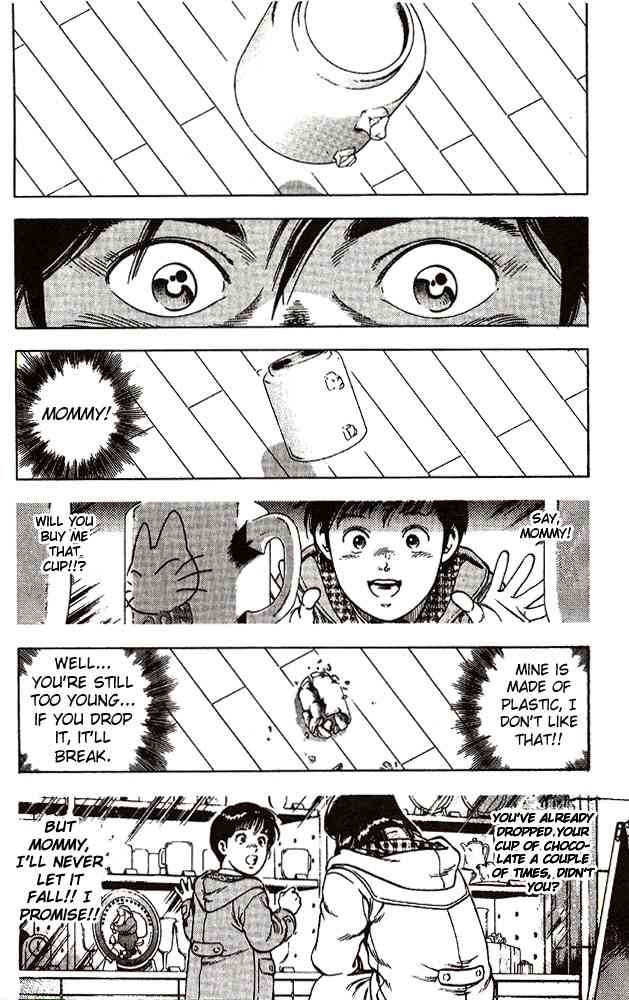 MOMMY!
SAY,
MOMMY!
WILL YOU
BUY ME
THAT
CUP!!?
MINE IS
MADE OF
PLASTIC, I
DON'T LIKE
THAT!!
WELL...
YOU'RE STILL
TOO YOUNG...
IF YOU DROP
IT, IT'LL
BREAK.
YOU'VE ALREADY
DROPPED YOUR
CUP OF CHOCO-
LATE A COUPLE
OF TIMES, DIDN'T
YOU?
BUT
MOMMY,
I'LL NEVER
LET IT
FALL!! I
PROMISE!!